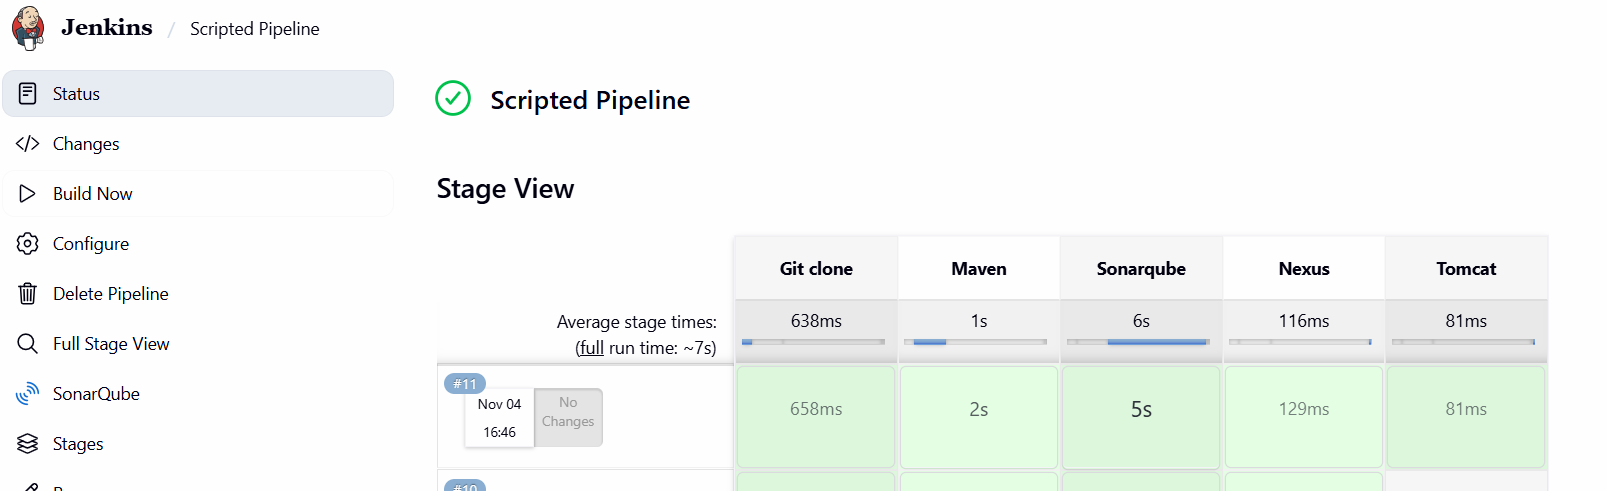 Jenkins / Scripted Pipeline
Status
Changes
Build Now
Configure
Delete Pipeline
Full Stage View
SonarQube
Stages
Scripted Pipeline
Stage View
Git clone Maven Sonarqube Nexus Tomcat
Average stage times: 638ms 1s 6s 116ms 81ms
(full run time: ~7s)
#11
Nov 04 No
16:46 Changes
658ms 2s 5s 129ms 81ms
#10